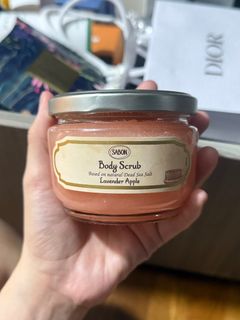 DIOR
SABON
Body Scrub
Based on natural Dead Sea Salt
Lavender Apple